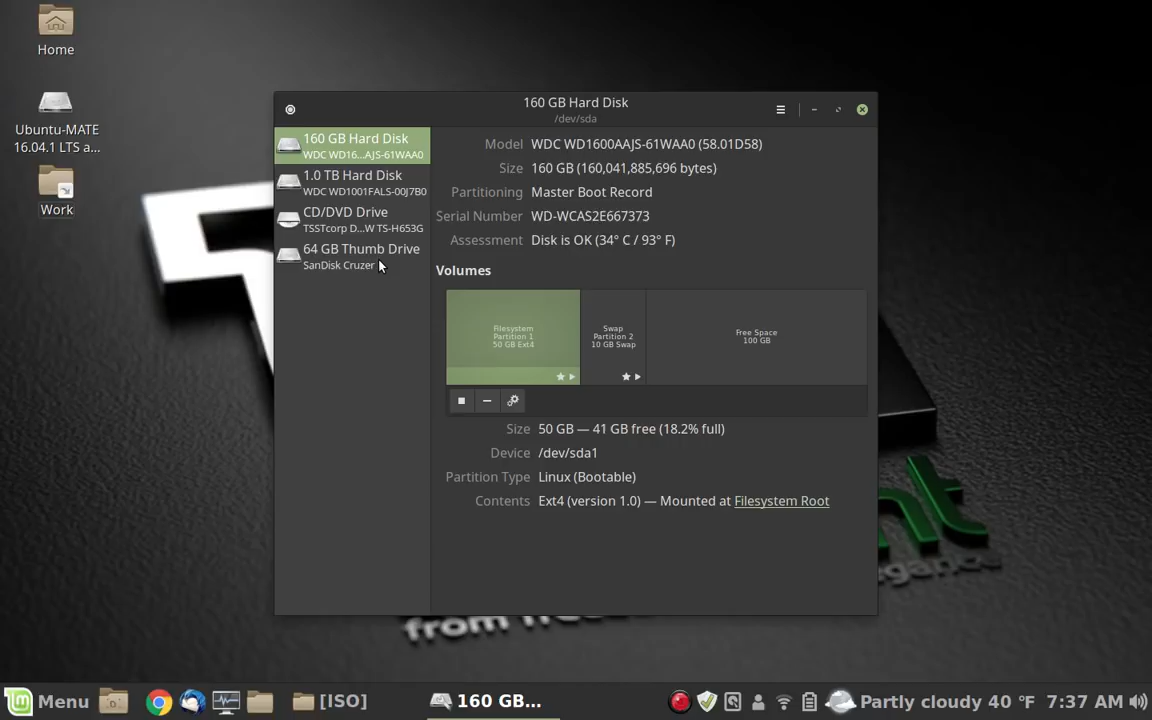 Home
Ubuntu-MATE
16.04.1 LTS a...
Work
160 GB Hard Disk
/dev/sda
160 GB Hard Disk
WDC WD16...AJS-61WAA0
1.0 TB Hard Disk
WDC WD1001FALS-00J7B0
CD/DVD Drive
TSSTcorp D...W TS-H653G
64 GB Thumb Drive
SanDisk Cruzer
Model WDC WD1600AAJS-61WAA0 (58.01D58)
Size 160 GB (160,041,885,696 bytes)
Partitioning Master Boot Record
Serial Number WD-WCAS2E667373
Assessment Disk is OK (34° C / 93° F)
Volumes
Filesystem
Partition 1
50 GB Ext4
Swap
Partition 2
10 GB Swap
Free Space
100 GB
Size 50 GB — 41 GB free (18.2% full)
Device /dev/sda1
Partition Type Linux (Bootable)
Contents Ext4 (version 1.0) — Mounted at Filesystem Root
nt
from fre
egance
Menu
[ISO]
160 GB...
Partly cloudy 40 °F
7:37 AM